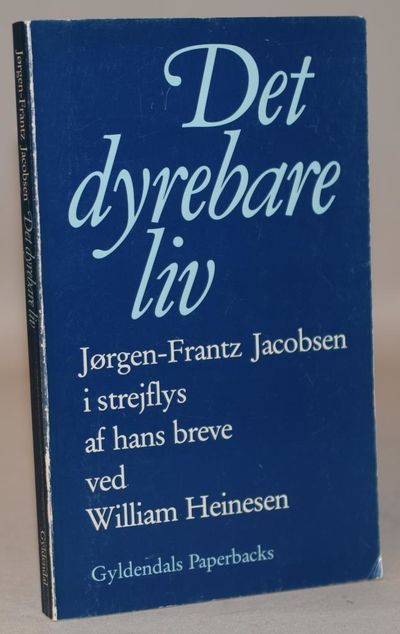 Det
dyrebare
liv
Jørgen-Frantz Jacobsen
i strejflys
af hans breve
ved
William Heinesen
Gyldendals Paperbacks
Jørgen-Frantz Jacobsen Det dyrebare liv Gyldendal